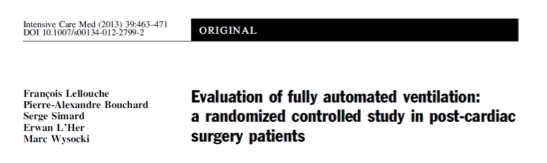 Intensive Care Med (2013) 39:463–471
DOI 10.1007/s00134-012-2799-2
ORIGINAL
François Lellouche
Pierre-Alexandre Bouchard
Serge Simard
Erwan L'Her
Marc Wysocki
Evaluation of fully automated ventilation:
a randomized controlled study in post-cardiac
surgery patients